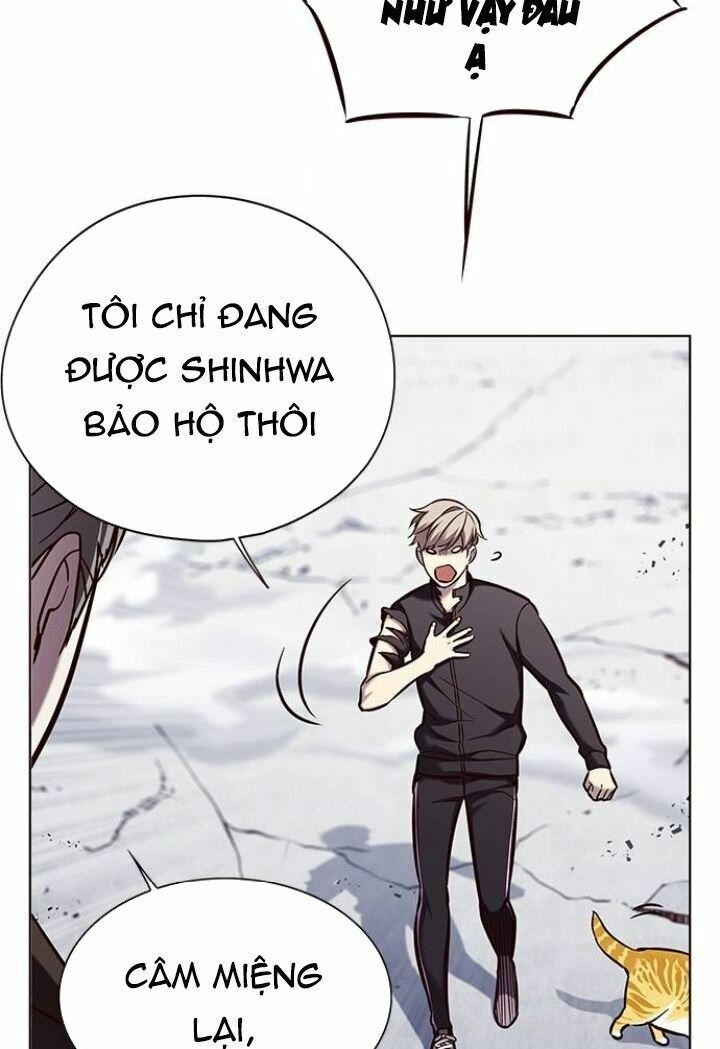 NHƯ VẬY ĐÂU
Ạ
TÔI CHỈ ĐANG
ĐƯỢC SHINHWA
BẢO HỘ THÔI
CÂM MIỆNG
LẠI,